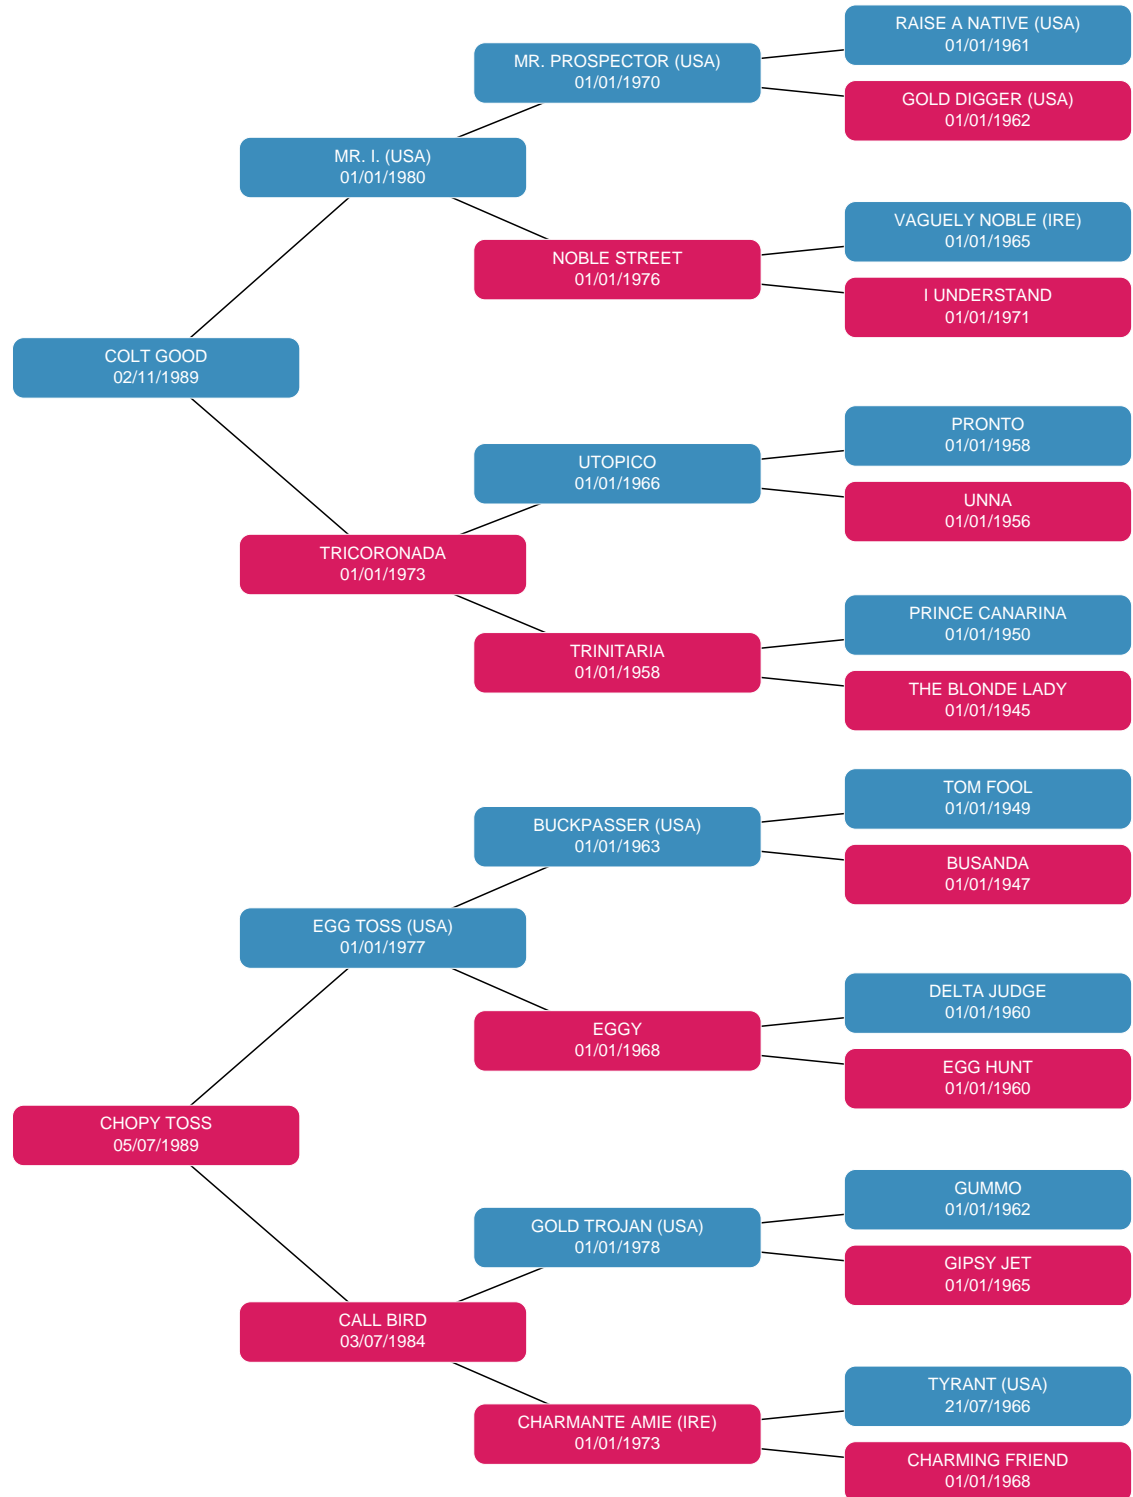 RAISE A NATIVE (USA)
01/01/1961
MR. PROSPECTOR (USA)
01/01/1970
GOLD DIGGER (USA)
01/01/1962
MR. I. (USA)
01/01/1980
VAGUELY NOBLE (IRE)
01/01/1965
NOBLE STREET
01/01/1976
I UNDERSTAND
01/01/1971
COLT GOOD
02/11/1989
PRONTO
01/01/1958
UTOPICO
01/01/1966
UNNA
01/01/1956
TRICORONADA
01/01/1973
PRINCE CANARINA
01/01/1950
TRINITARIA
01/01/1958
THE BLONDE LADY
01/01/1945
TOM FOOL
01/01/1949
BUCKPASSER (USA)
01/01/1963
BUSANDA
01/01/1947
EGG TOSS (USA)
01/01/1977
DELTA JUDGE
01/01/1960
EGGY
01/01/1968
EGG HUNT
01/01/1960
CHOPY TOSS
05/07/1989
GUMMO
01/01/1962
GOLD TROJAN (USA)
01/01/1978
GIPSY JET
01/01/1965
CALL BIRD
03/07/1984
TYRANT (USA)
21/07/1966
CHARMANTE AMIE (IRE)
01/01/1973
CHARMING FRIEND
01/01/1968